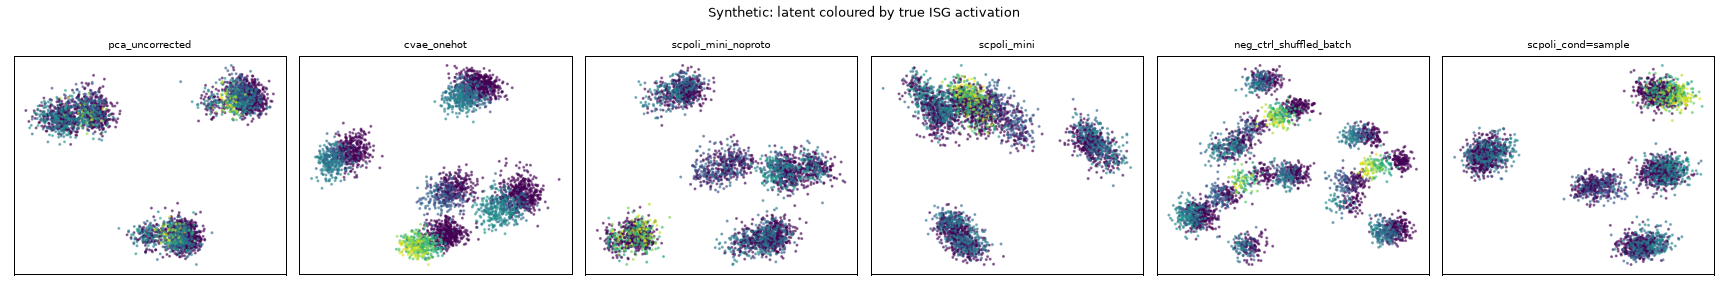 Synthetic: latent coloured by true ISG activation
pca_uncorrected
cvae_onehot
scpoli_mini_noproto
scpoli_mini
neg_ctrl_shuffled_batch
scpoli_cond=sample